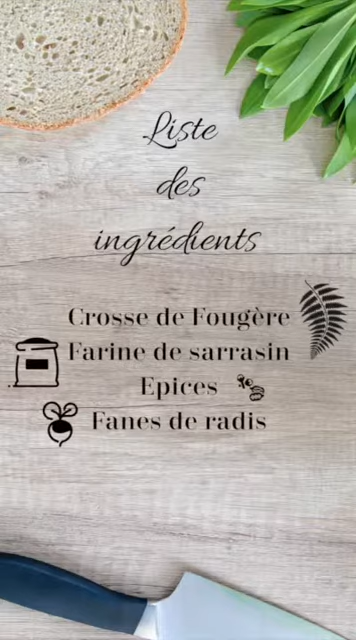 Liste
des
ingrédients
Crosse de Fougère
Farine de sarrasin
Epices
Fanes de radis